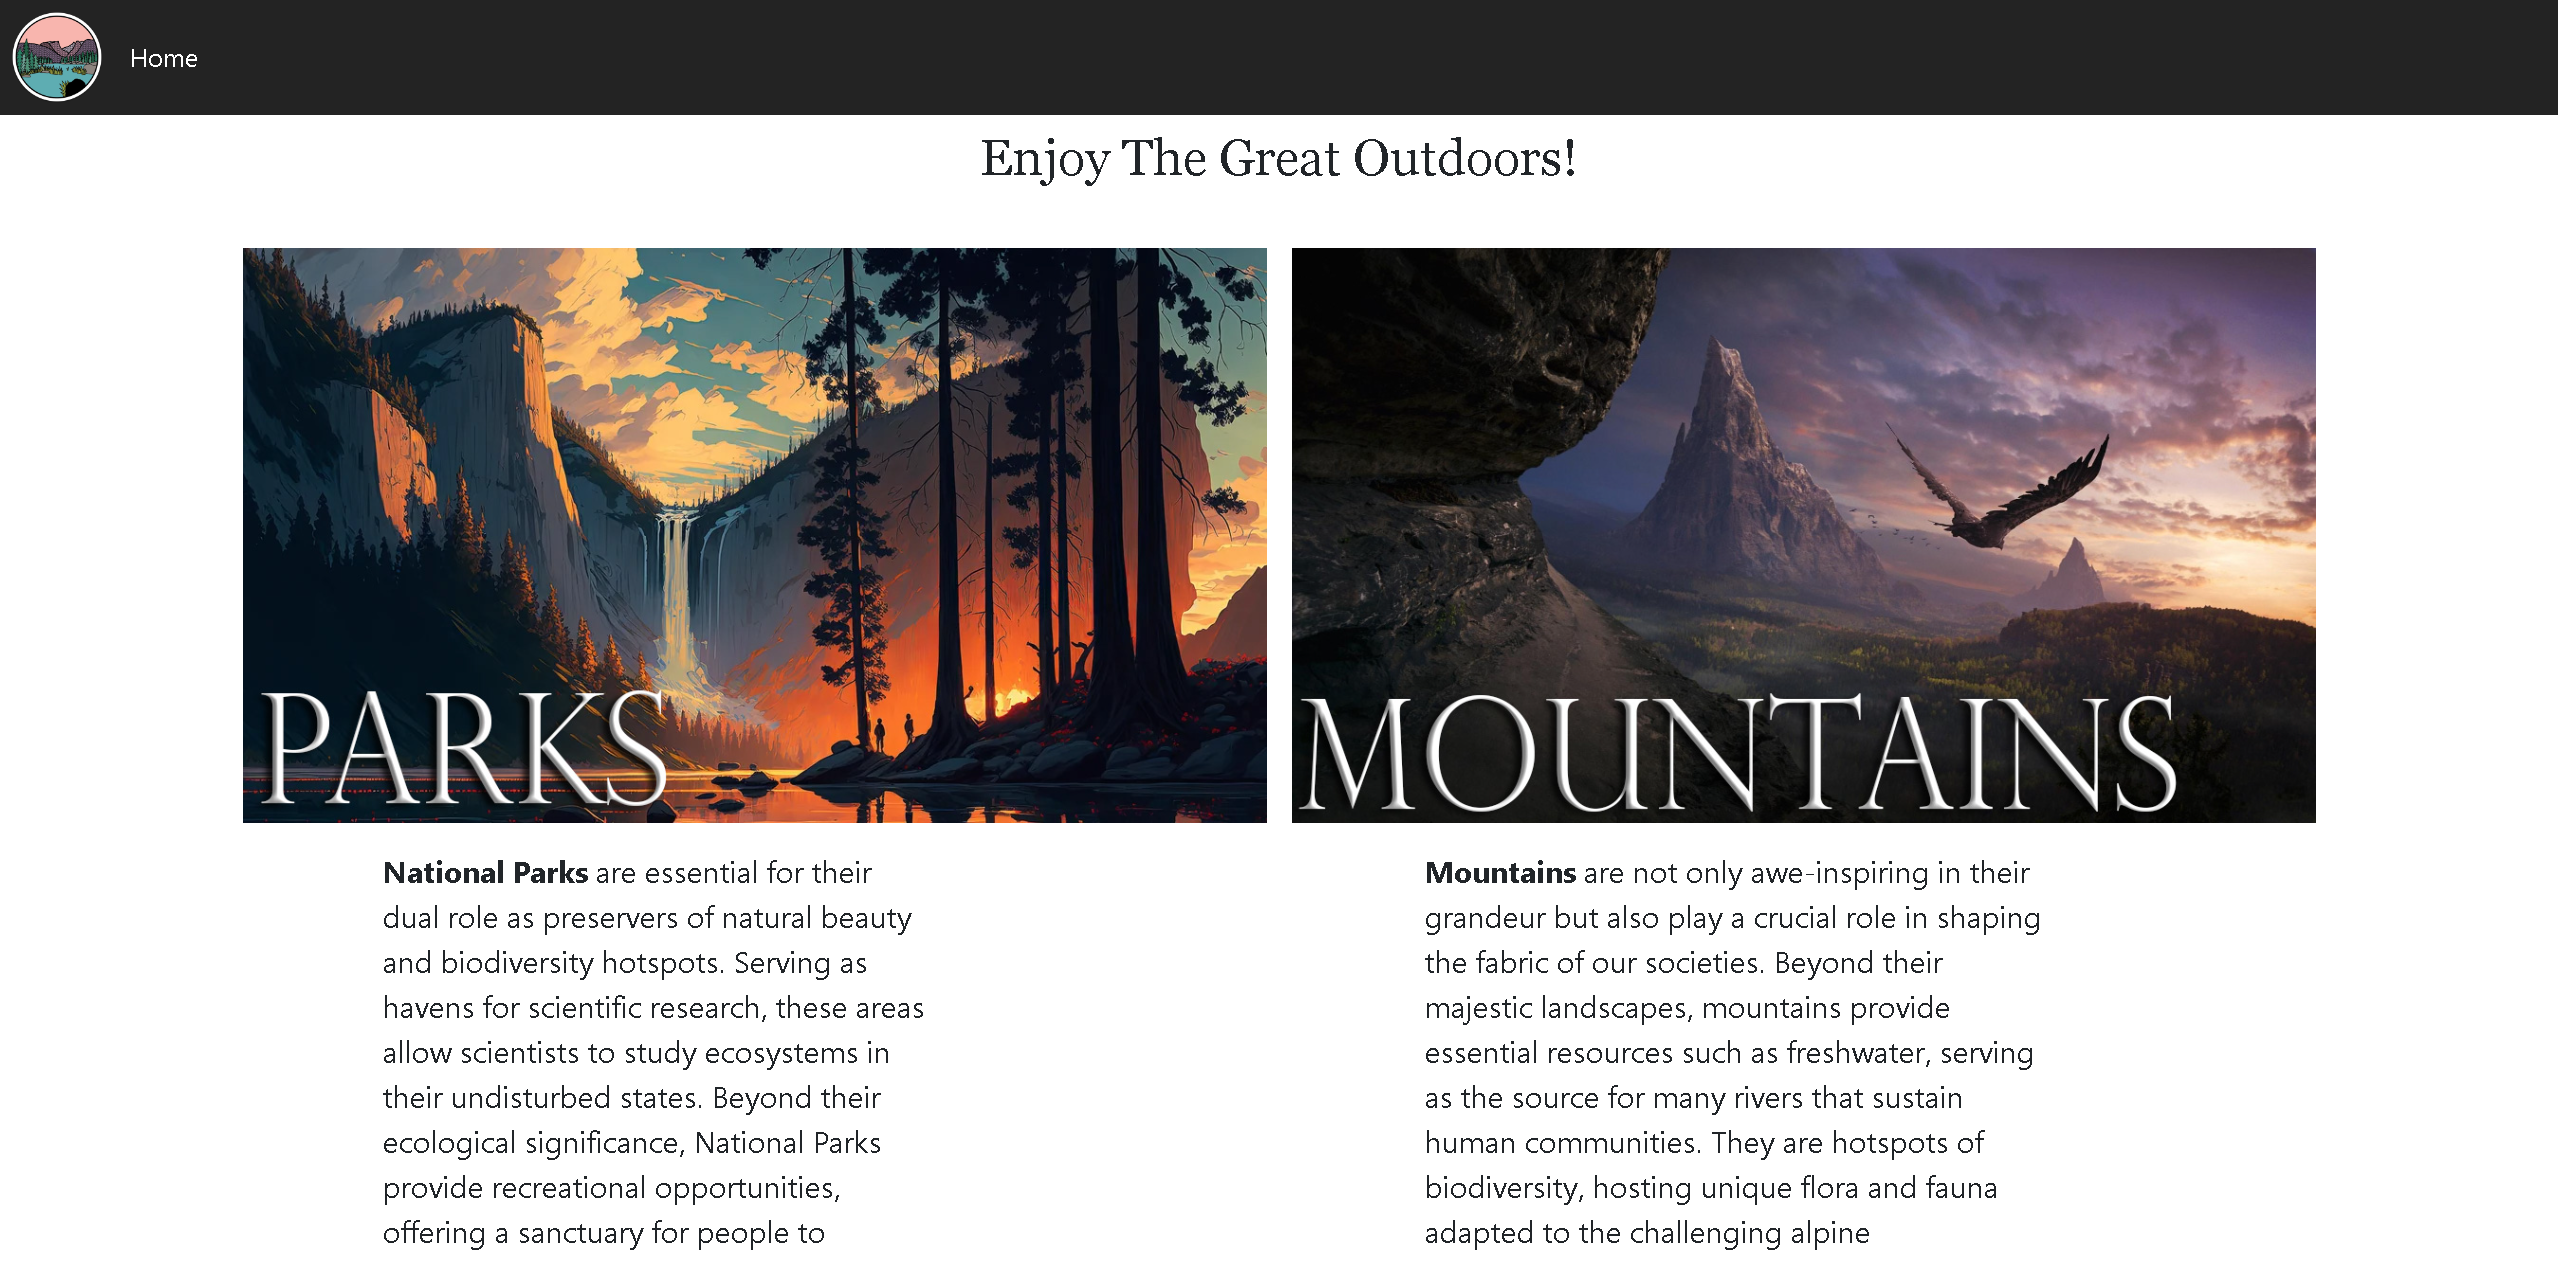 Home
Enjoy The Great Outdoors!
PARKS
MOUNTAINS
National Parks are essential for their
dual role as preservers of natural beauty
and biodiversity hotspots. Serving as
havens for scientific research, these areas
allow scientists to study ecosystems in
their undisturbed states. Beyond their
ecological significance, National Parks
provide recreational opportunities,
offering a sanctuary for people to
Mountains are not only awe-inspiring in their
grandeur but also play a crucial role in shaping
the fabric of our societies. Beyond their
majestic landscapes, mountains provide
essential resources such as freshwater, serving
as the source for many rivers that sustain
human communities. They are hotspots of
biodiversity, hosting unique flora and fauna
adapted to the challenging alpine